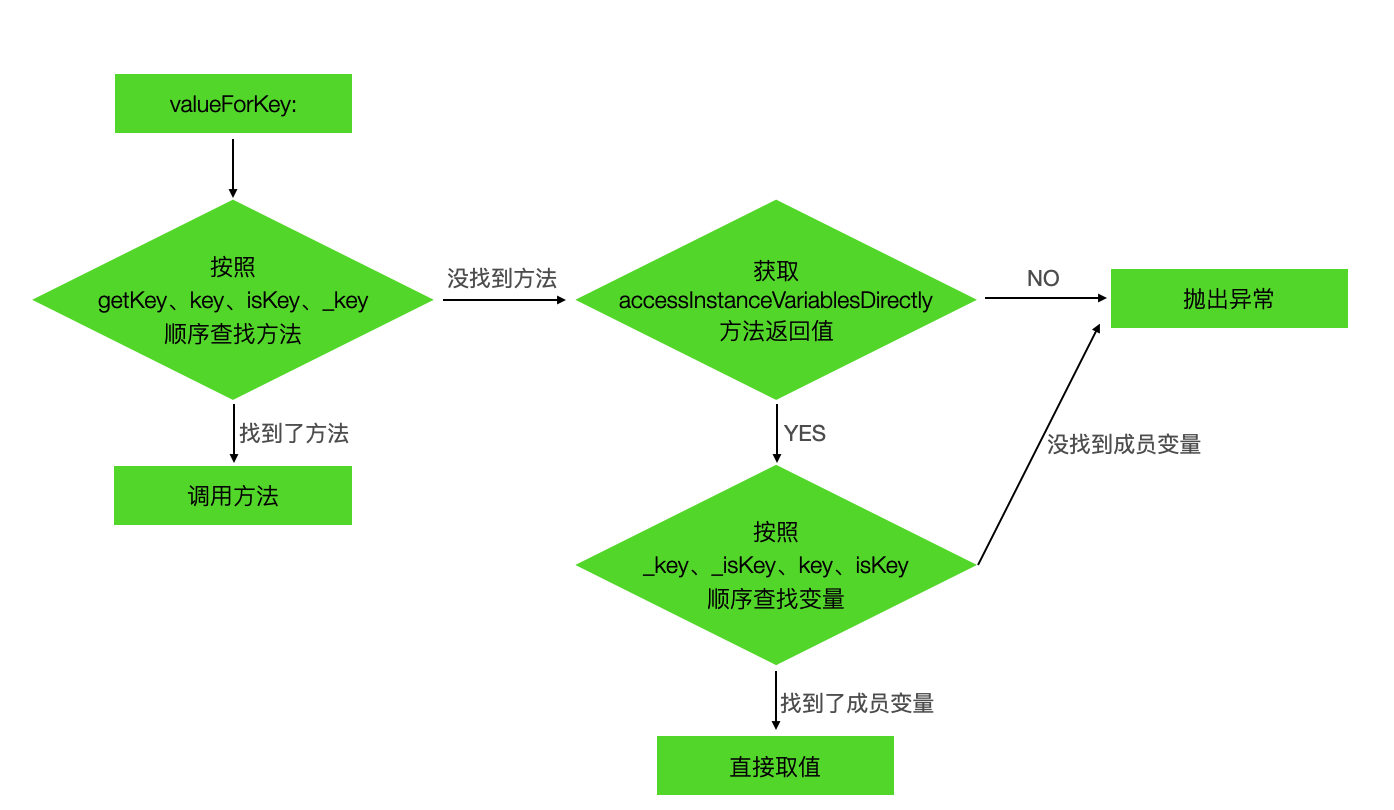 valueForKey:
按照
getKey、key、isKey、_key
顺序查找方法
没找到方法
获取
accessInstanceVariablesDirectly
方法返回值
NO
抛出异常
找到了方法
调用方法
YES
没找到成员变量
按照
_key、_isKey、key、isKey
顺序查找变量
找到了成员变量
直接取值